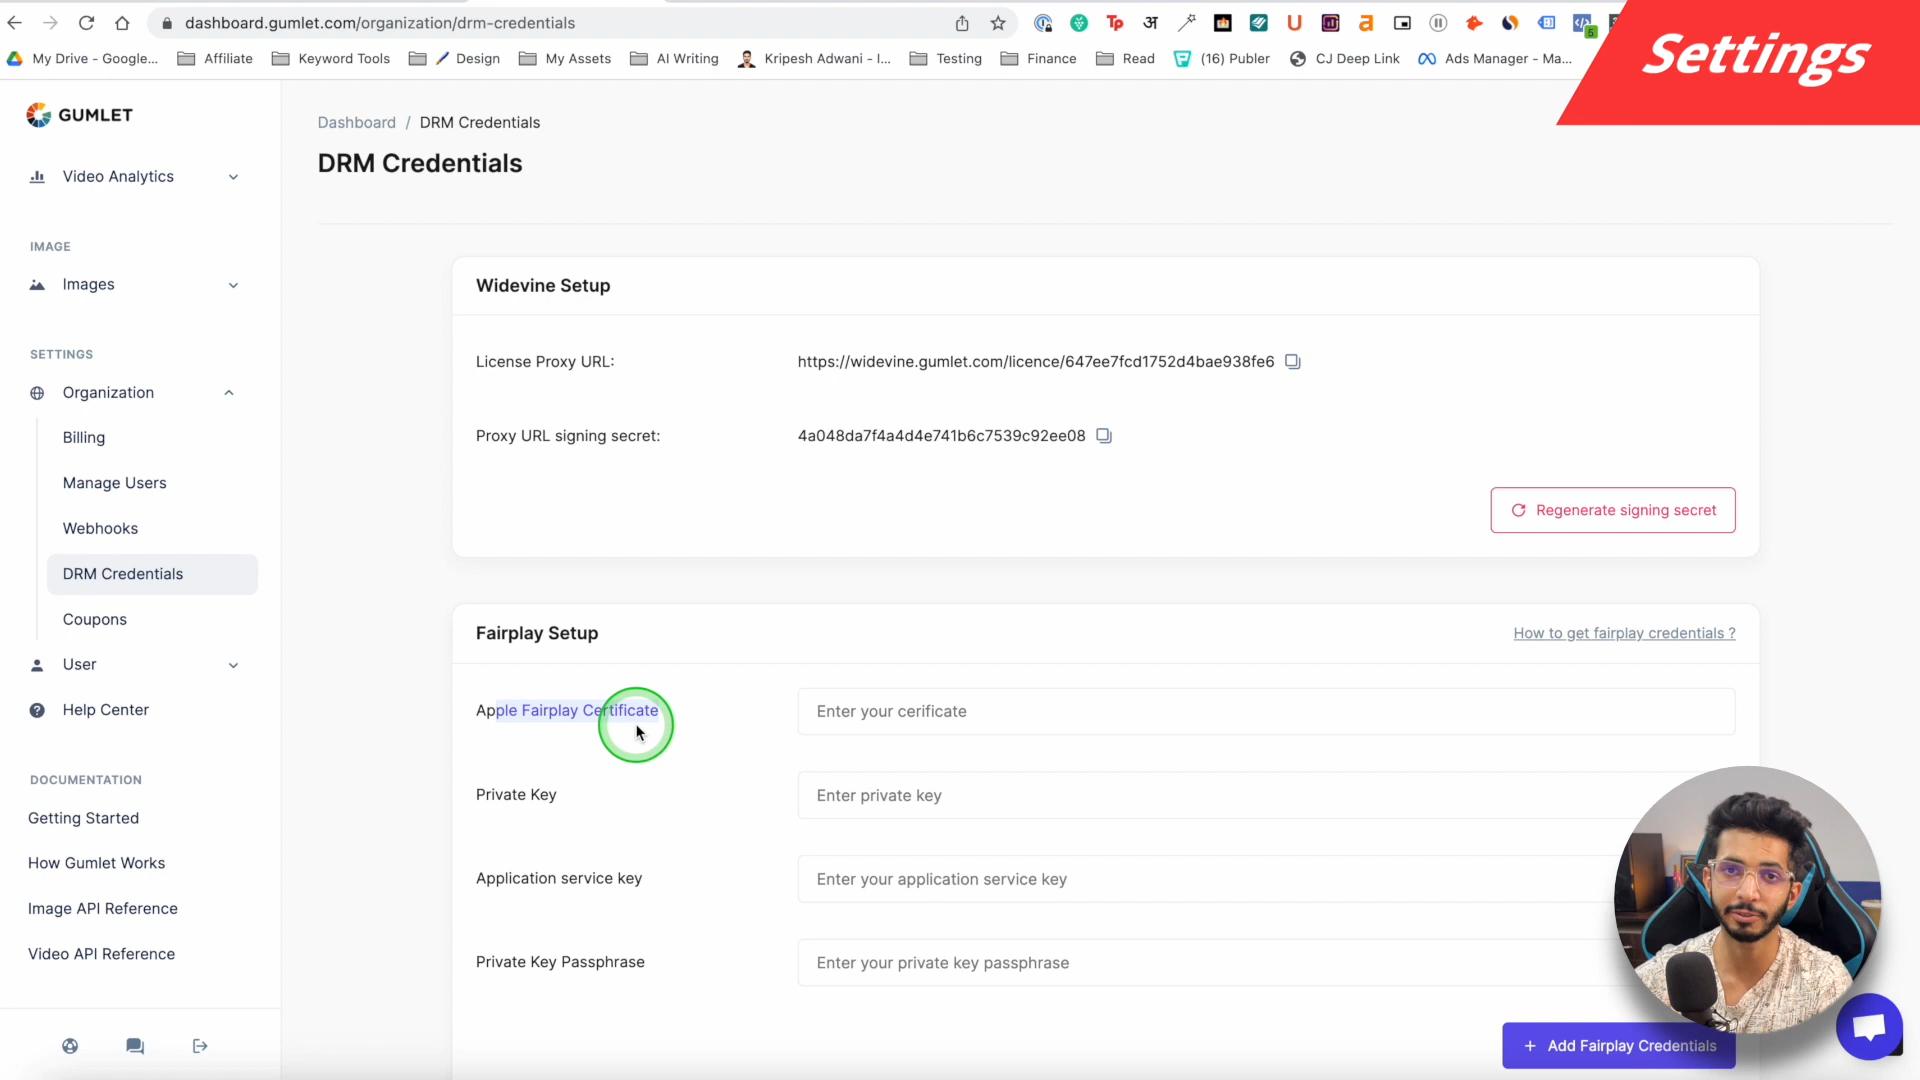 dashboard.gumlet.com/organization/drm-credentials
Tp
अ
U
a
5
My Drive - Google...
Affiliate
Keyword Tools
Design
My Assets
AI Writing
Kripesh Adwani - I...
Testing
Finance
Read
(16) Publer
CJ Deep Link
Ads Manager - Ma...
Settings
GUMLET
Video Analytics
IMAGE
Images
SETTINGS
Organization
Billing
Manage Users
Webhooks
DRM Credentials
Coupons
User
Help Center
DOCUMENTATION
Getting Started
How Gumlet Works
Image API Reference
Video API Reference
Dashboard / DRM Credentials
DRM Credentials
Widevine Setup
License Proxy URL:
https://widevine.gumlet.com/licence/647ee7fcd1752d4bae938fe6
Proxy URL signing secret:
4a048da7f4a4d4e741b6c7539c92ee08
Regenerate signing secret
Fairplay Setup
How to get fairplay credentials ?
Apple Fairplay Certificate
Enter your cerificate
Private Key
Enter private key
Application service key
Enter your application service key
Private Key Passphrase
Enter your private key passphrase
+ Add Fairplay Credentials